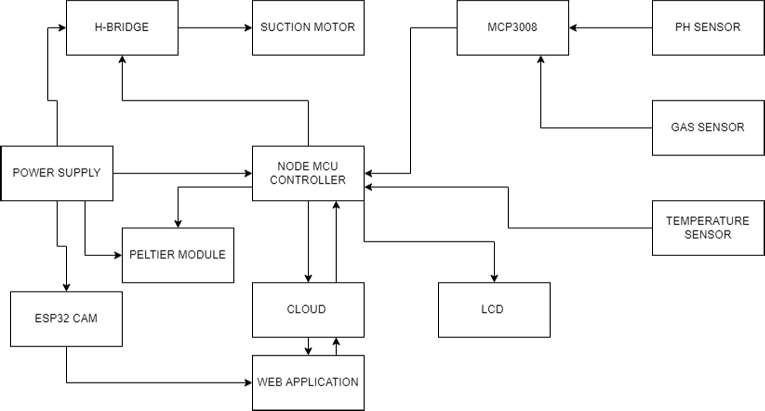 H-BRIDGE
SUCTION MOTOR
MCP3008
PH SENSOR
GAS SENSOR
POWER SUPPLY
NODE MCU
CONTROLLER
TEMPERATURE
SENSOR
PELTIER MODULE
ESP32 CAM
CLOUD
LCD
WEB APPLICATION